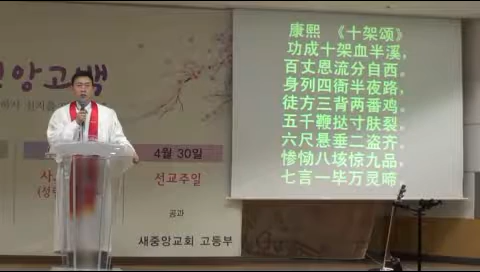 앙고백
4월 30일
선교주일
공과
새중앙교회 고등부
康熙 《十架颂》
功成十架血半溪，
百丈恩流分自西。
身列四衙半夜路，
徒方三背两番鸡。
五千鞭挞寸肤裂，
六尺悬垂二盗齐。
惨恸八垓惊九品，
七言一毕万灵啼